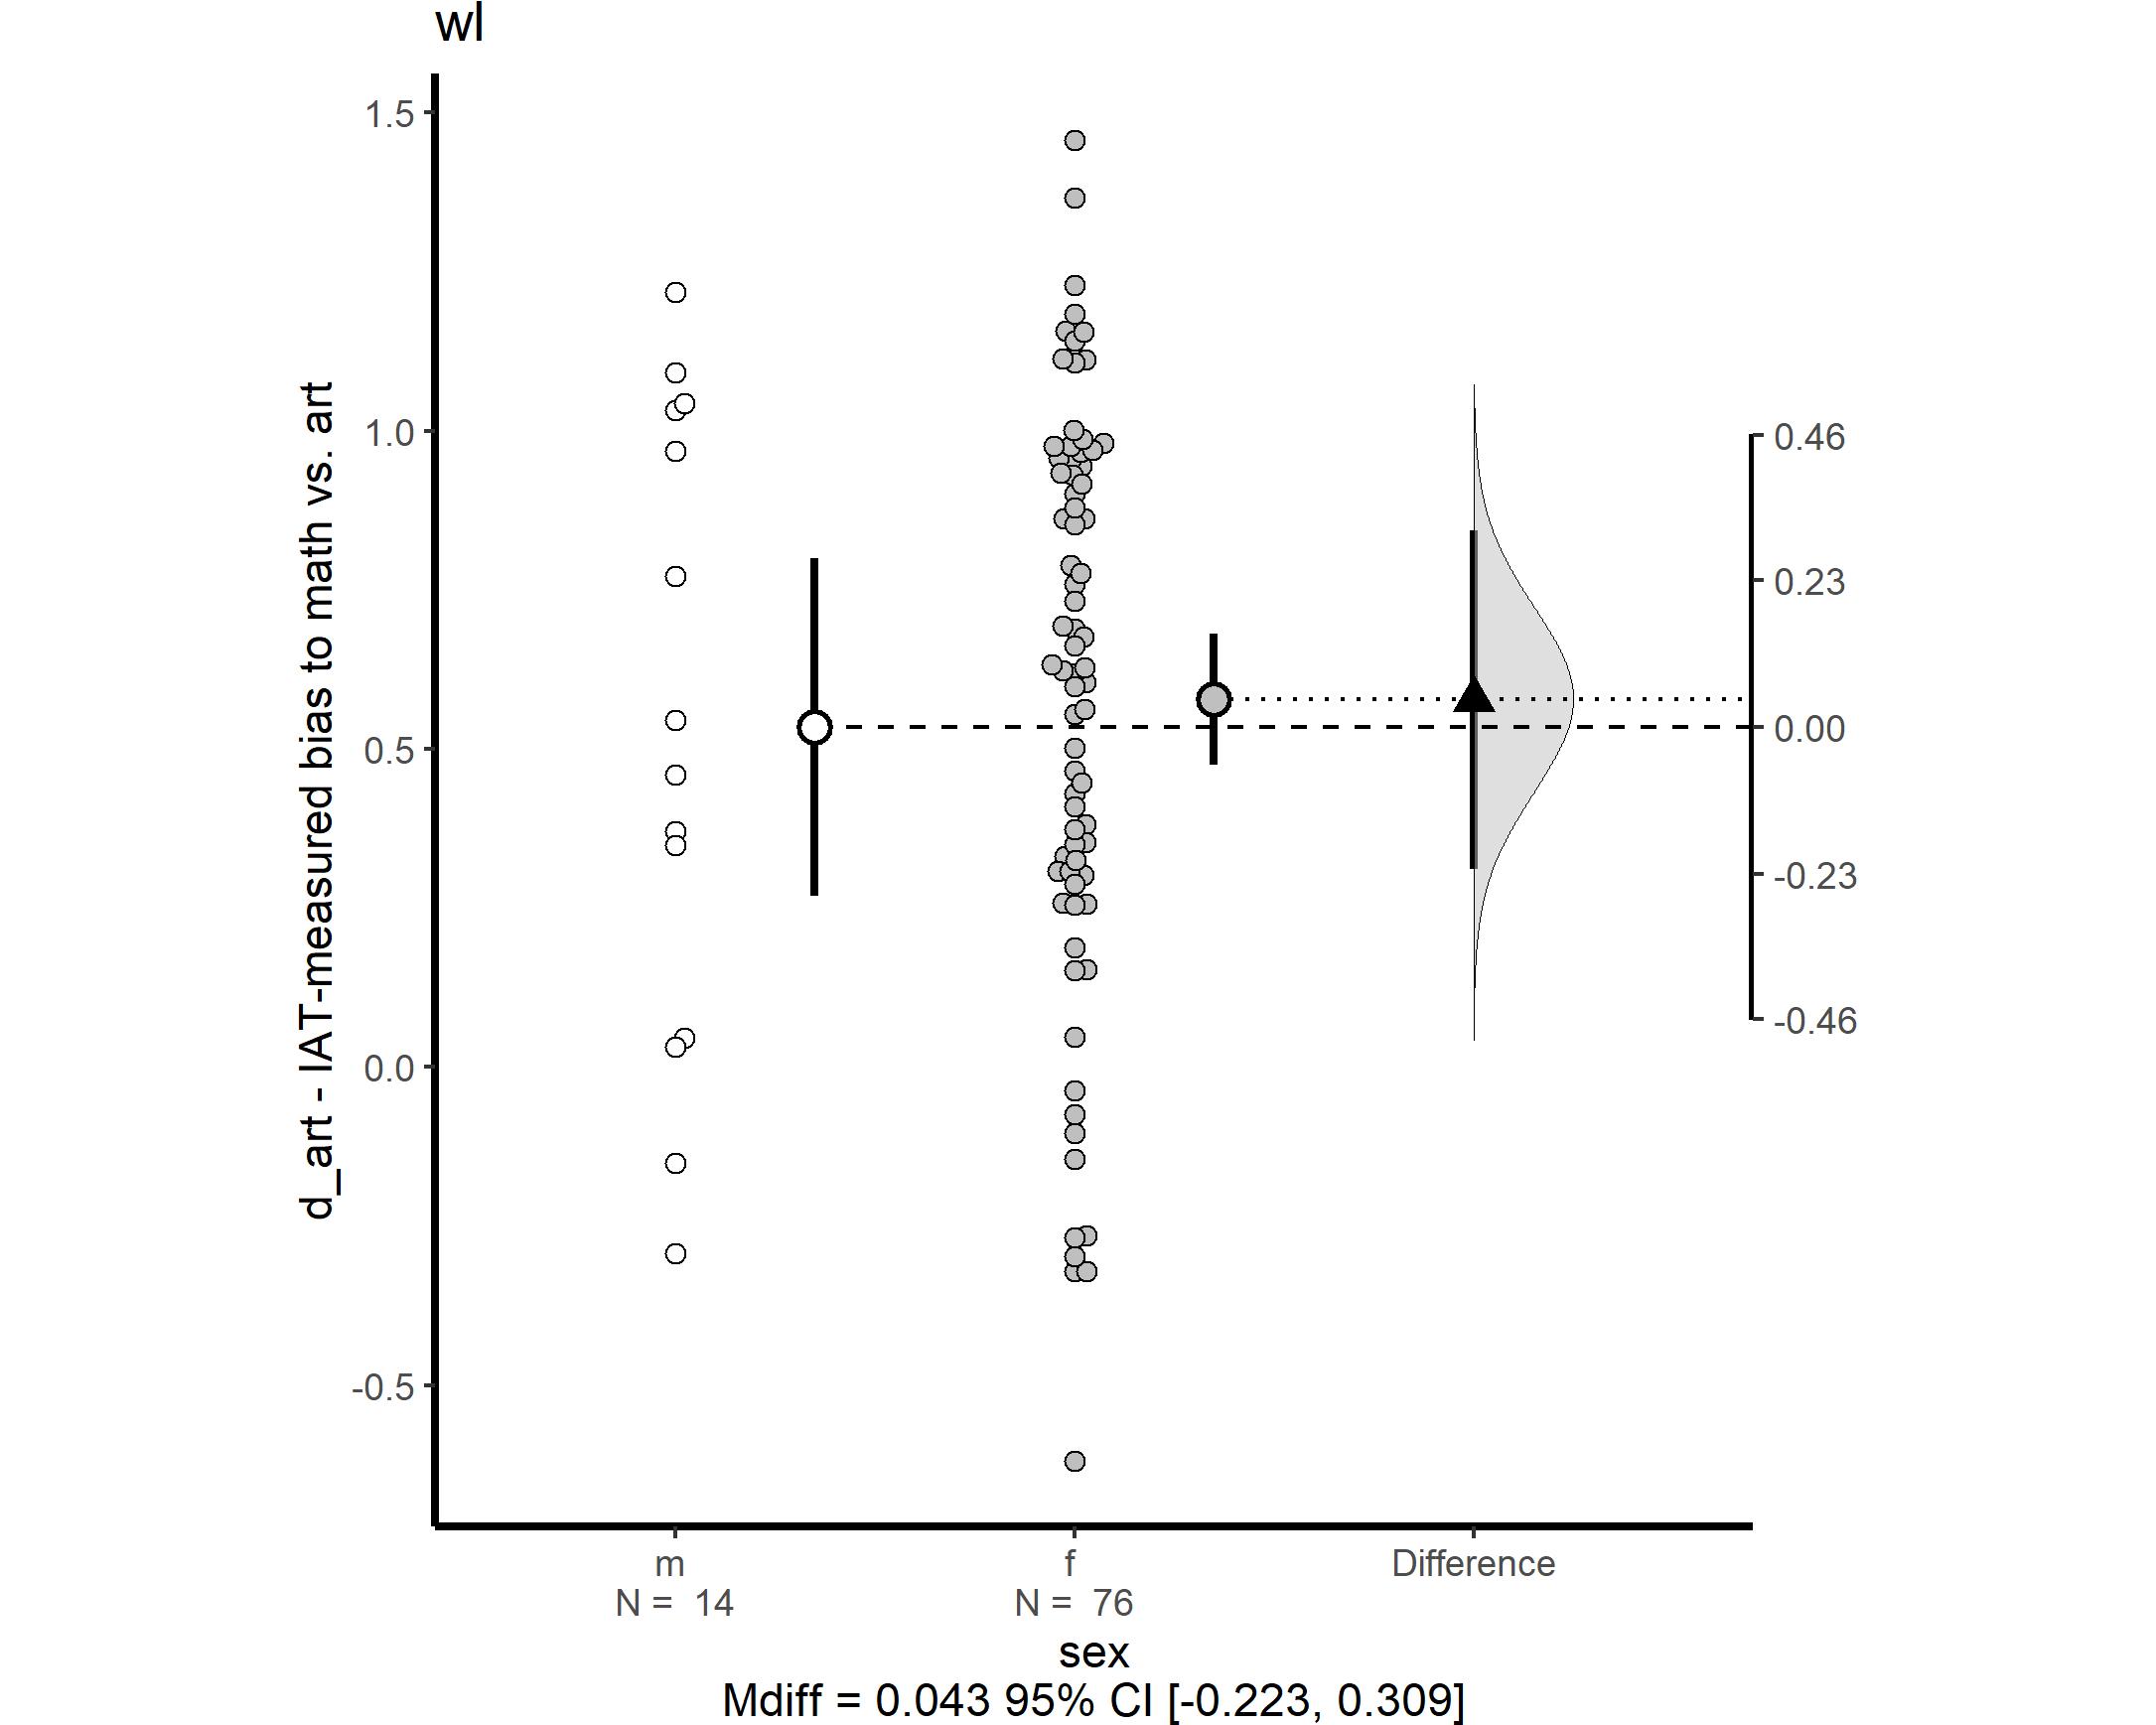 wl
d_art - IAT-measured bias to math vs. art
1.5
1.0
0.5
0.0
-0.5
0.46
0.23
0.00
-0.23
-0.46
m
N = 14
f
N = 76
Difference
sex
Mdiff = 0.043 95% CI [-0.223, 0.309]